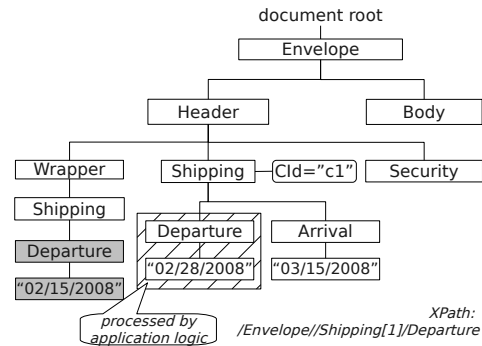 document root
Envelope
Header
Body
Wrapper
Shipping
CId=”c1”
Security
Shipping
Departure
Departure
Arrival
“02/15/2008”
“02/28/2008”
“03/15/2008”
processed by
application logic
XPath:
/Envelope//Shipping[1]/Departure